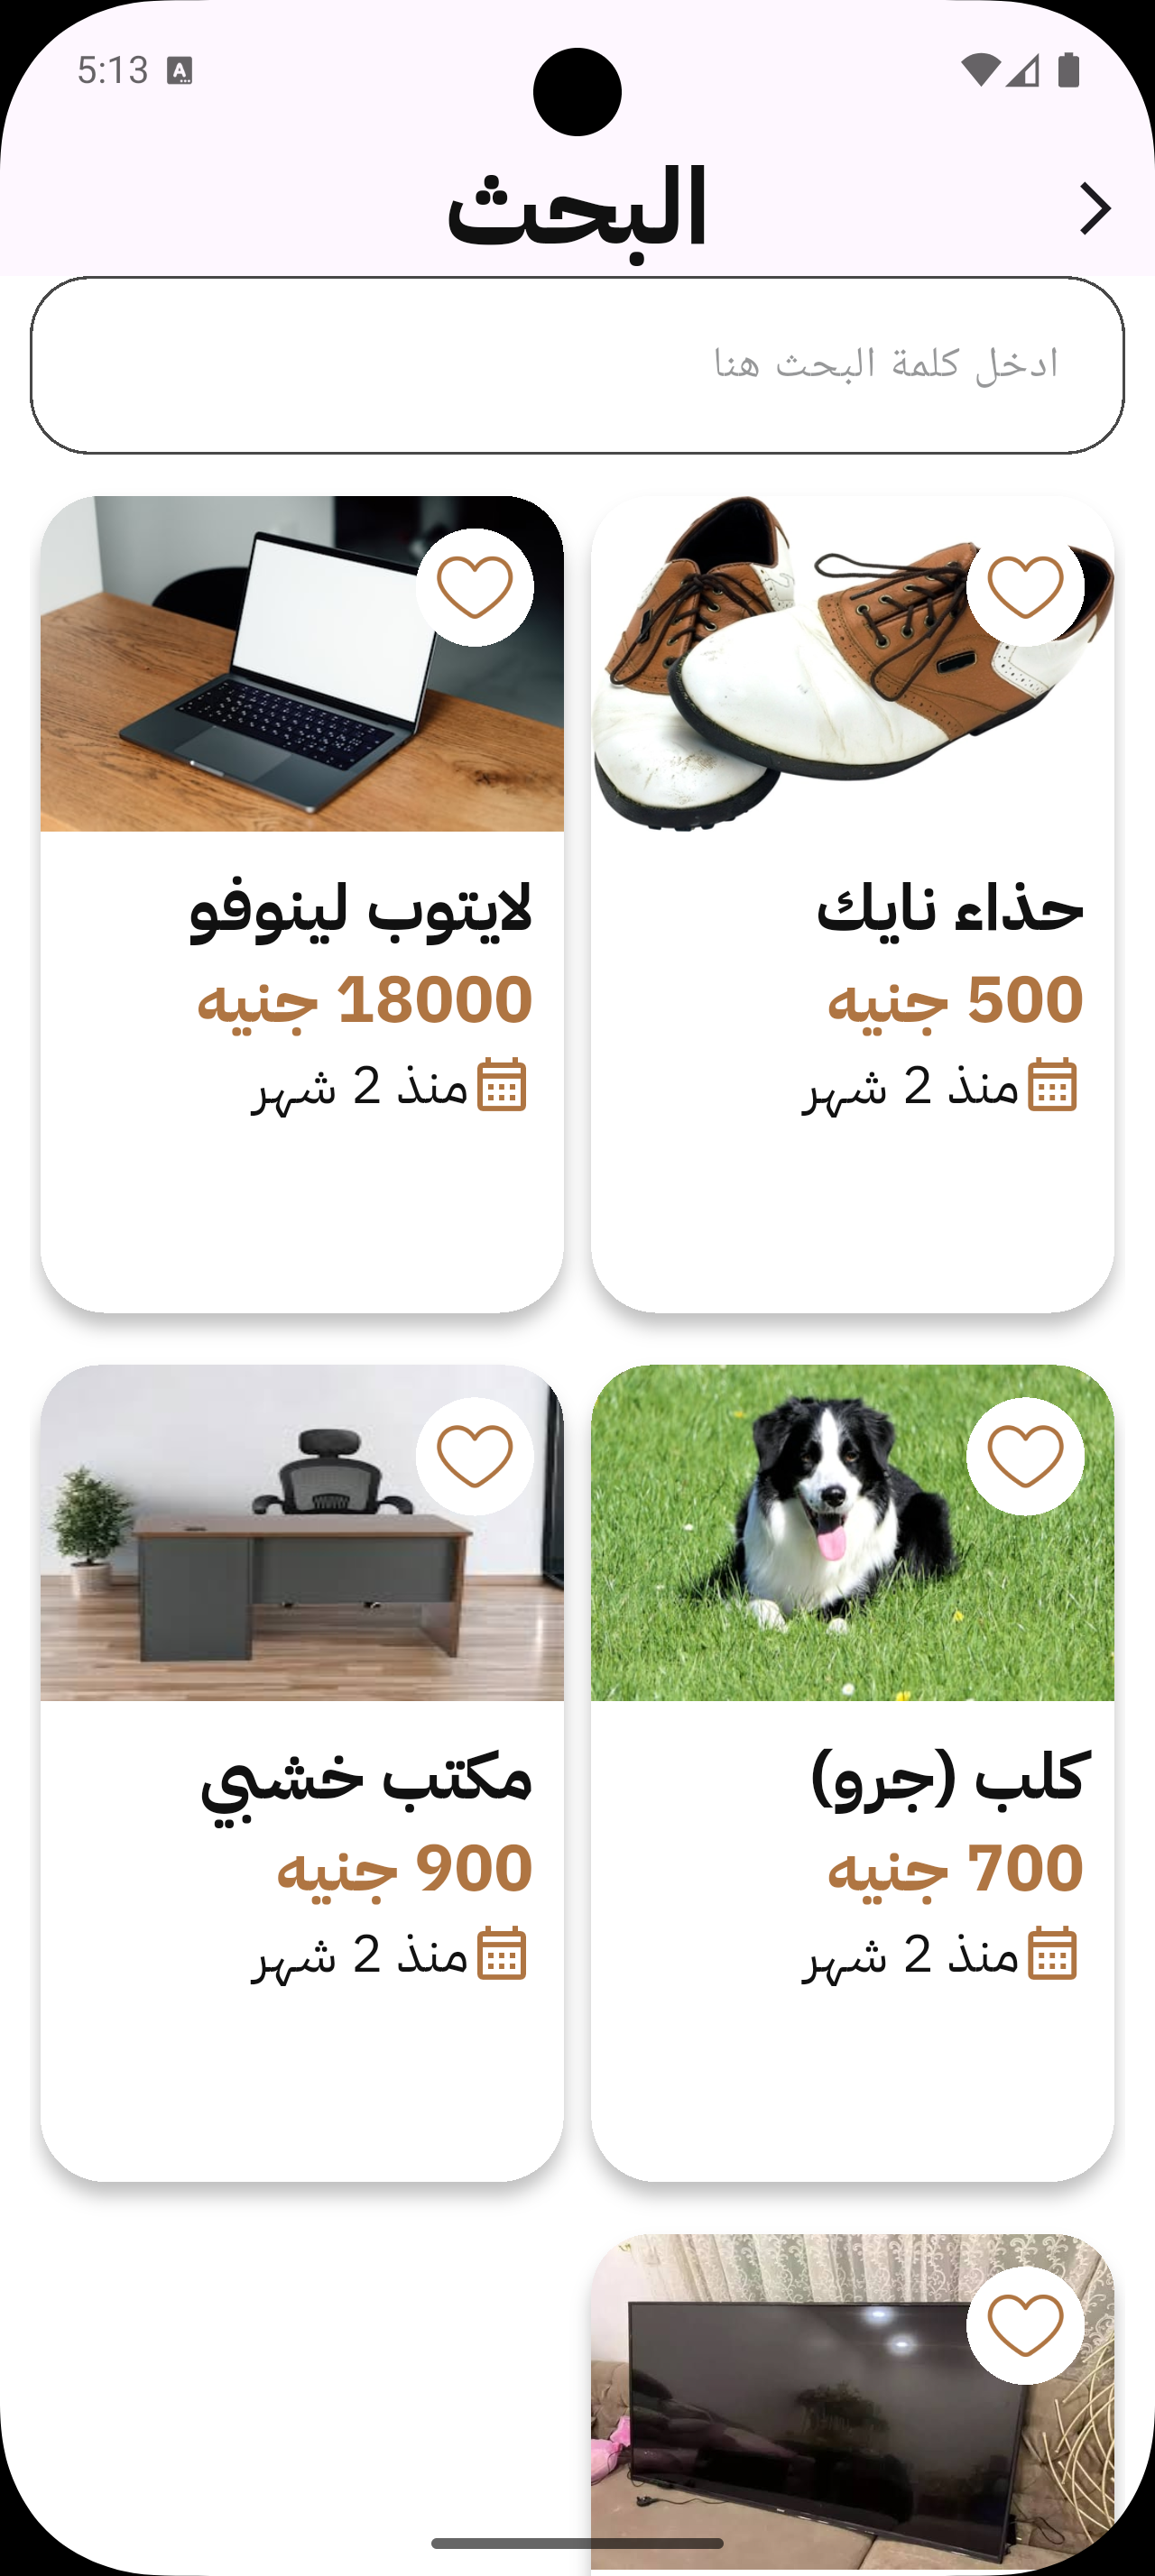 5:13
البحث
ادخل كلمة البحث هنا
حذاء نايك
500 جنيه
منذ 2 شهر
لايتوب لينوفو
18000 جنيه
منذ 2 شهر
كلب (جرو)
700 جنيه
منذ 2 شهر
مكتب خشبي
900 جنيه
منذ 2 شهر